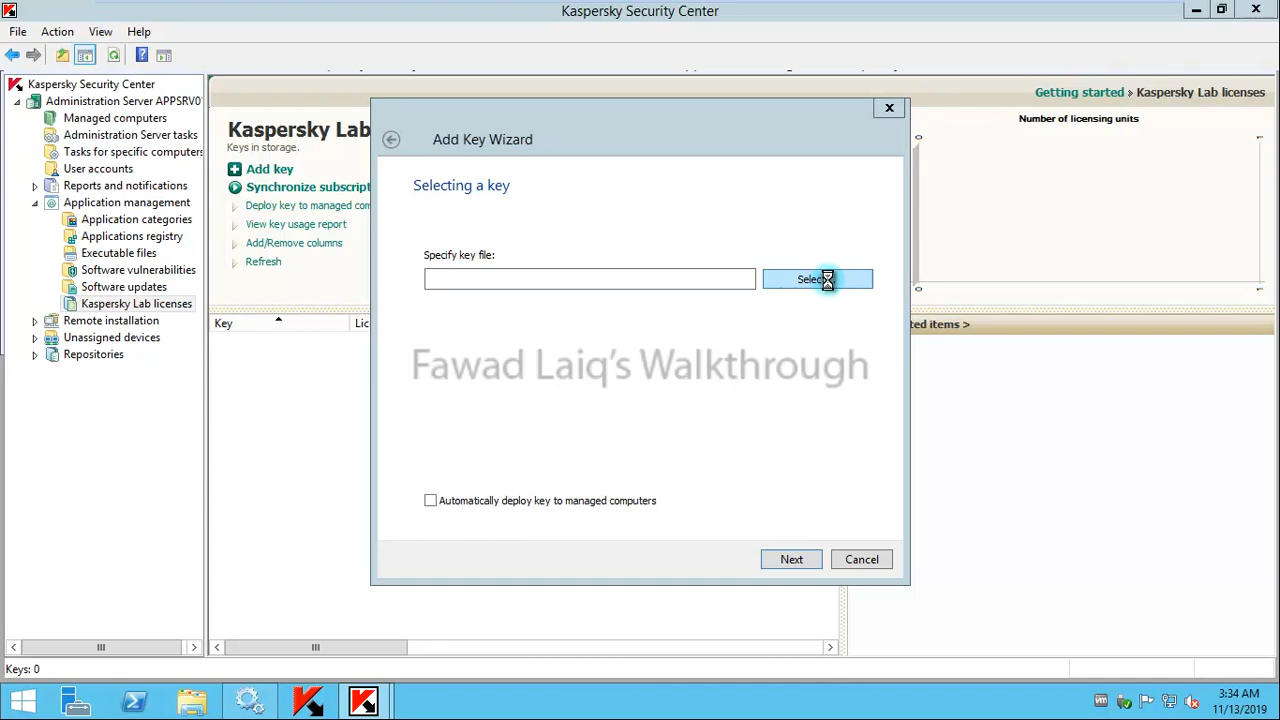 Kaspersky Security Center
File Action View Help
Kaspersky Security Center
Administration Server APPSRV0
Managed computers
Administration Server tasks
Tasks for specific computers
User accounts
Reports and notifications
Application management
Application categories
Applications registry
Executable files
Software vulnerabilities
Software updates
Kaspersky Lab licenses
Remote installation
Unassigned devices
Repositories
Getting started » Kaspersky Lab licenses
Kaspersky Lab
Keys in storage.
Add key
Synchronize subscript
Deploy key to managed com
View key usage report
Add/Remove columns
Refresh
Key Lic
Number of licensing units
0 1
0 1
ted items >
Add Key Wizard
Selecting a key
Specify key file:
Select
Fawad Laiq's Walkthrough
Automatically deploy key to managed computers
Next Cancel
Keys: 0
3:34 AM
11/13/2019